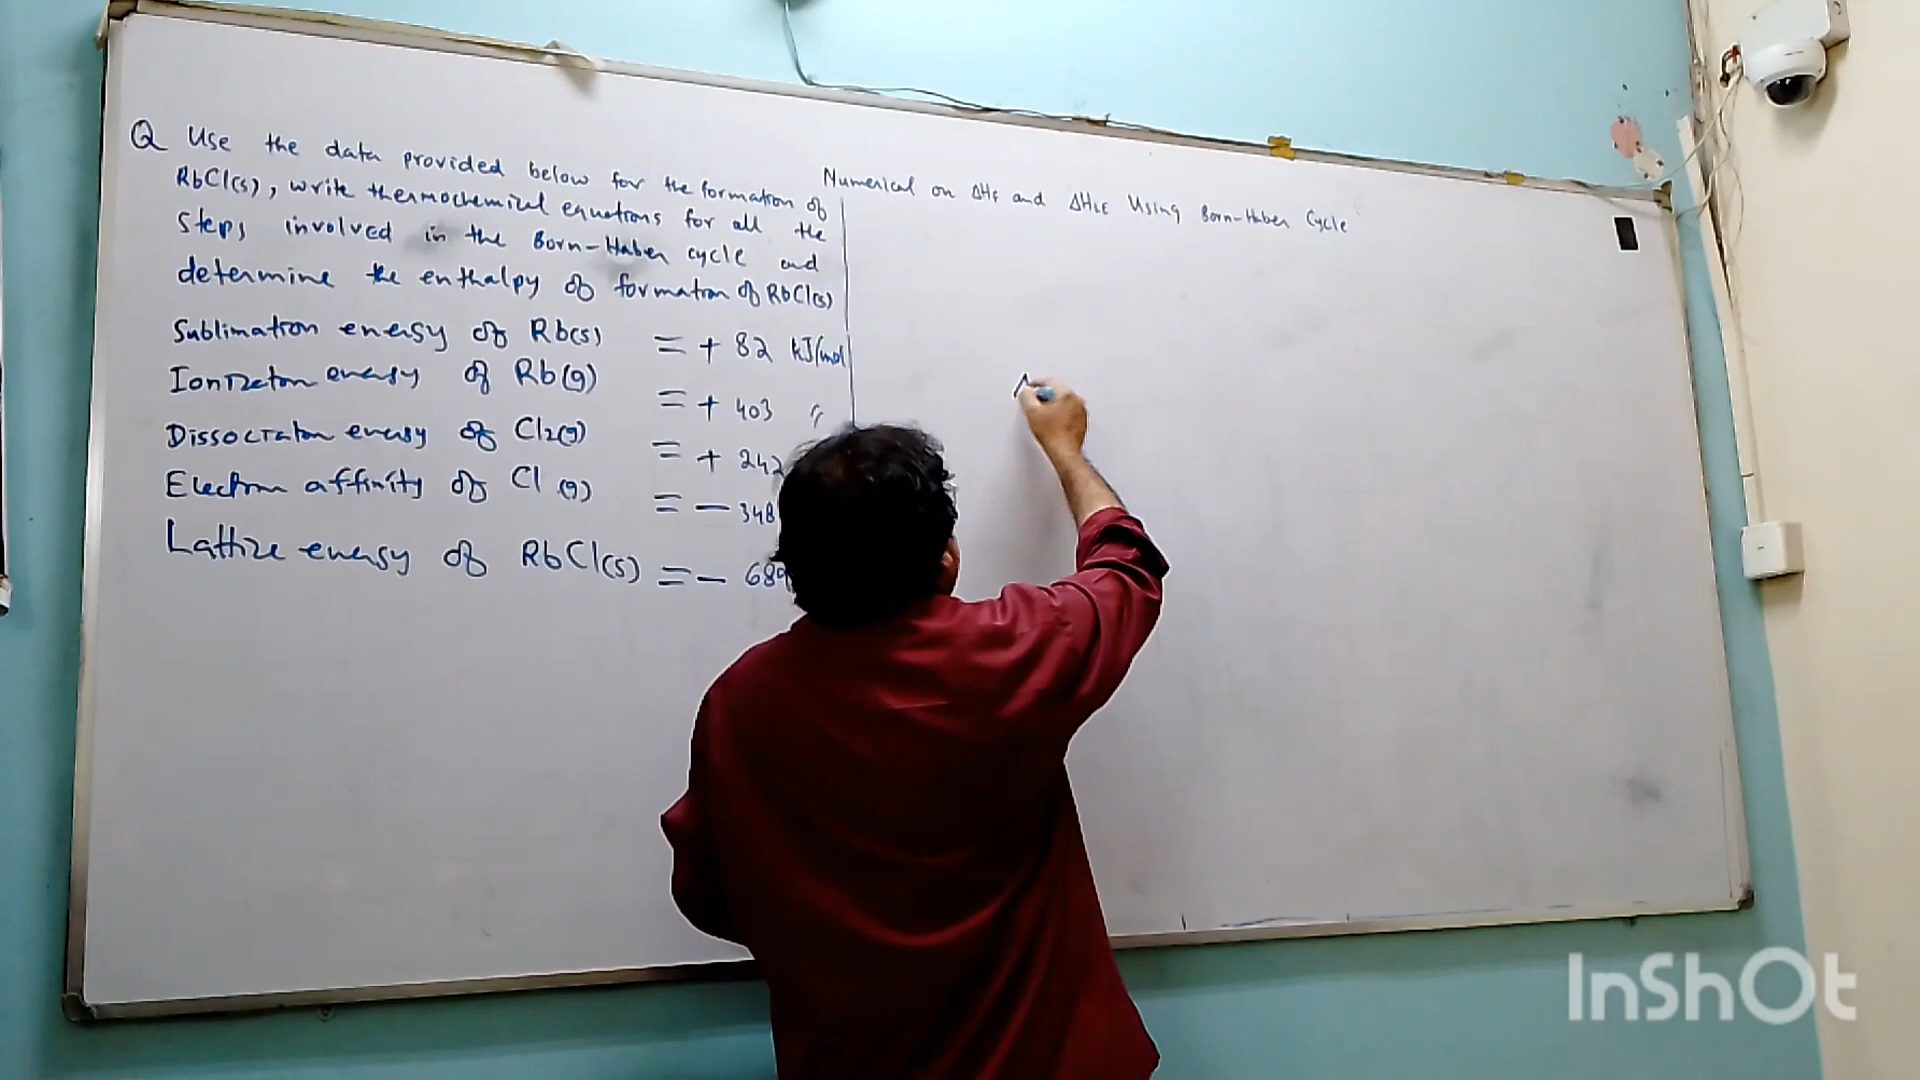 Q Use the data provided below for the formation of
RbCl(s), write thermochemical equations for all the
steps involved in the Born-Haber cycle and
determine the enthalpy of formation of RbCl(s)
Sublimation energy of Rb(s) = + 82 kJ/mol
Ionization energy of Rb(g) = + 403 "
Dissociation energy of Cl2(g) = + 242
Electron affinity of Cl (g) = - 348
Lattice energy of RbCl(s) = - 689
Numerical on ΔHf and ΔHLE Using Born-Haber Cycle
InShOt